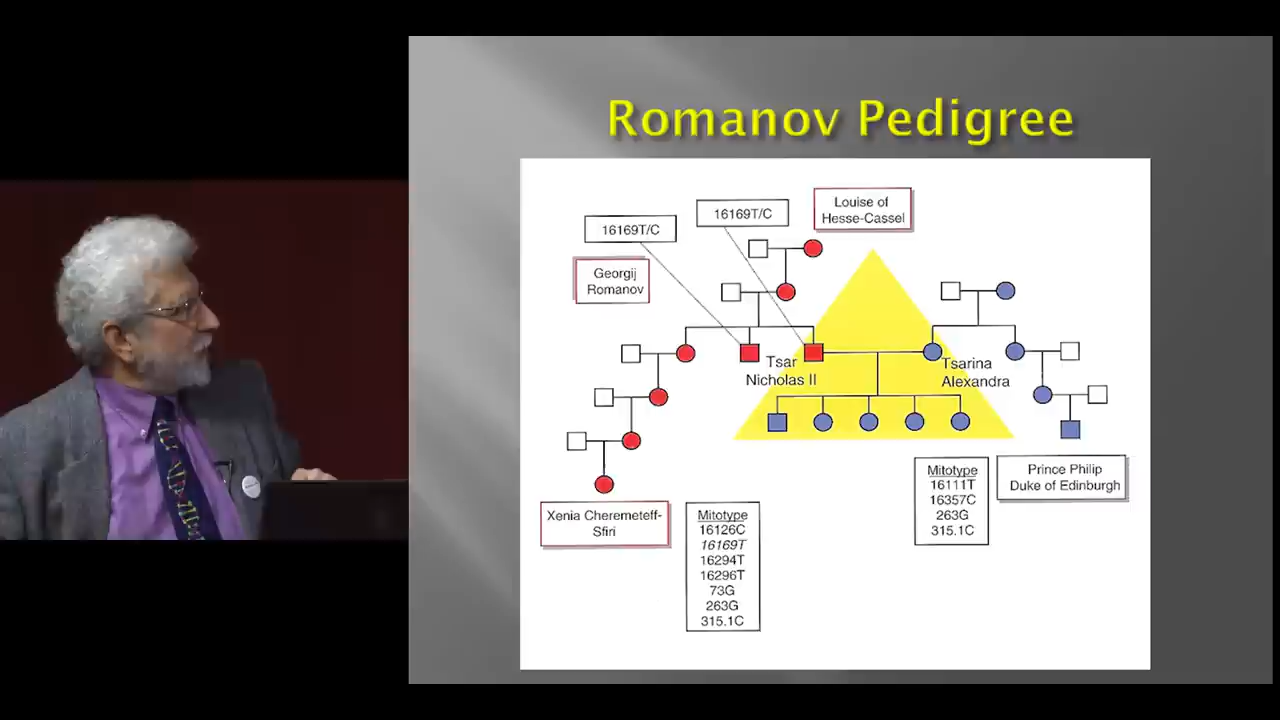 Romanov Pedigree
16169T/C
16169T/C
Louise of
Hesse-Cassel
Georgij
Romanov
Tsar
Nicholas II
Tsarina
Alexandra
Xenia Cheremeteff-
Sfiri
Mitotype
16126C
16169T
16294T
16296T
73G
263G
315.1C
Mitotype
16111T
16357C
263G
315.1C
Prince Philip
Duke of Edinburgh